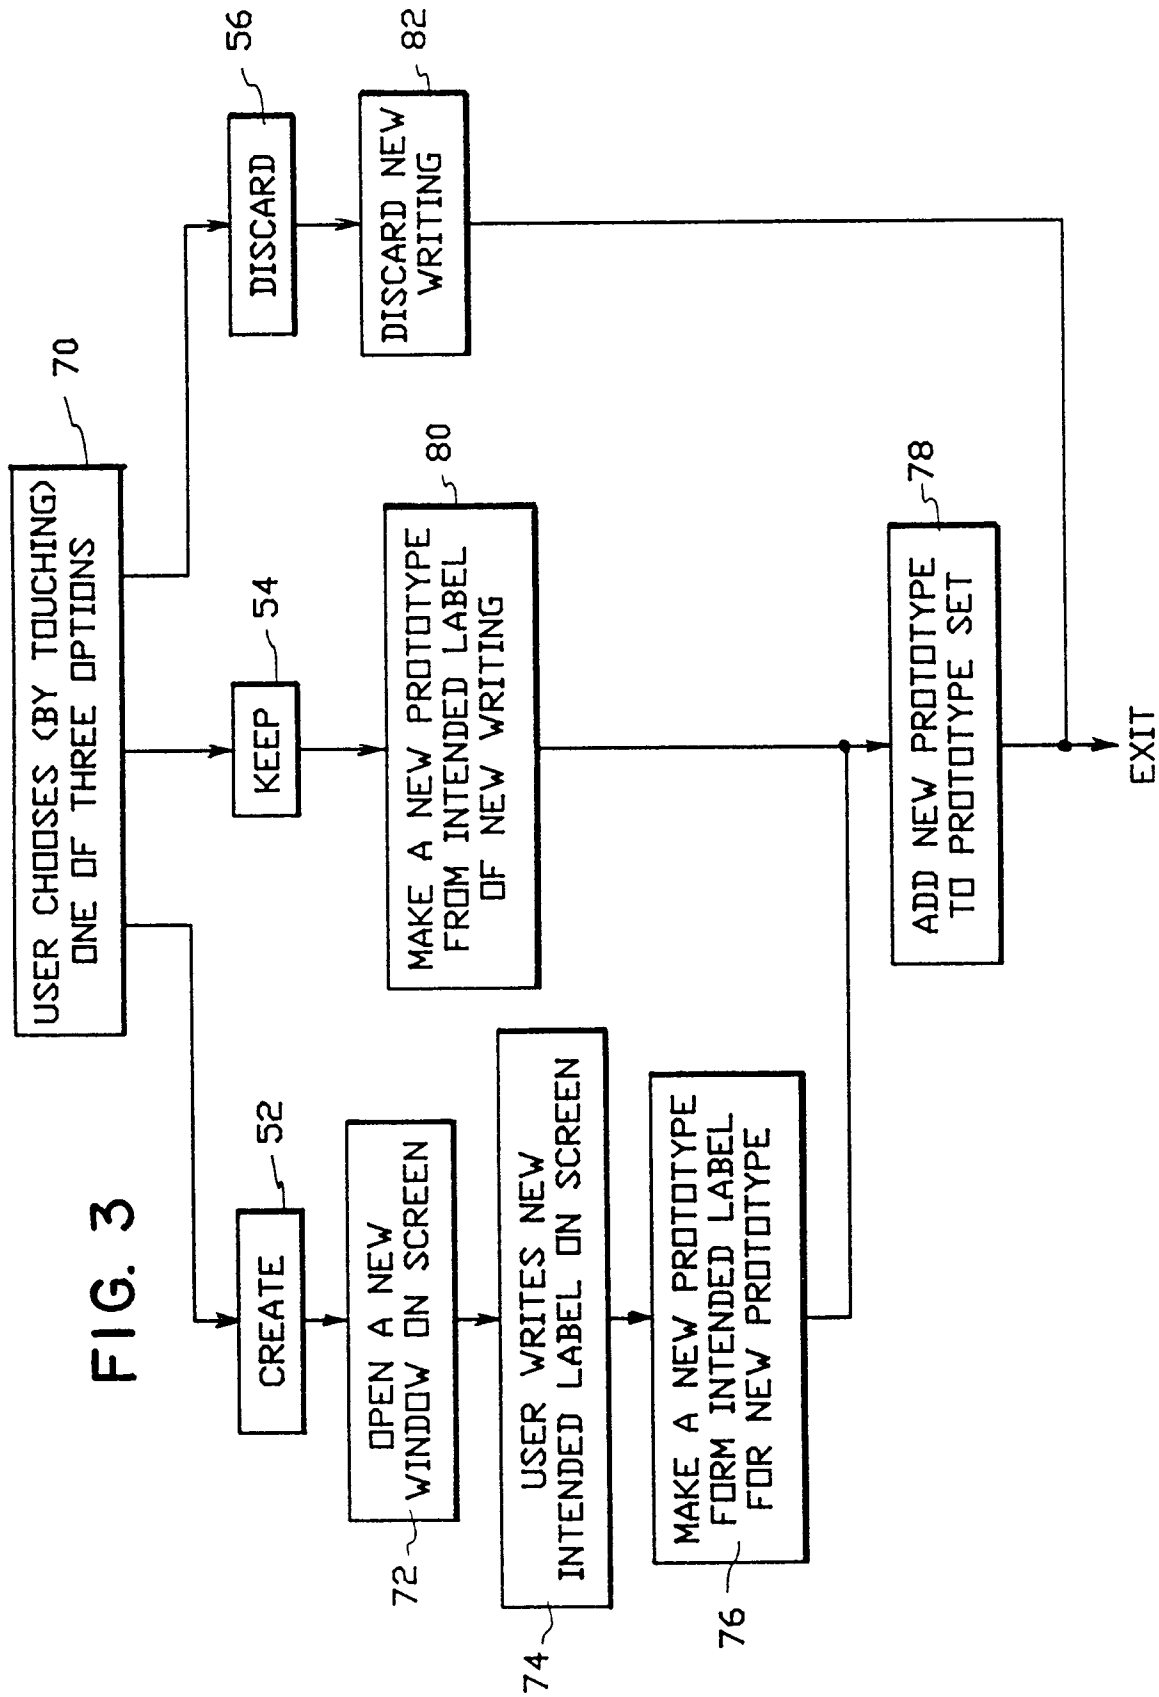 FIG. 3
USER CHOOSES (BY TOUCHING)
ONE OF THREE OPTIONS
70
CREATE
52
KEEP
54
DISCARD
56
OPEN A NEW
WINDOW ON SCREEN
72
USER WRITES NEW
INTENDED LABEL ON SCREEN
74
MAKE A NEW PROTOTYPE
FORM INTENDED LABEL
FOR NEW PROTOTYPE
76
MAKE A NEW PROTOTYPE
FROM INTENDED LABEL
OF NEW WRITING
80
DISCARD NEW
WRITING
82
ADD NEW PROTOTYPE
TO PROTOTYPE SET
78
EXIT